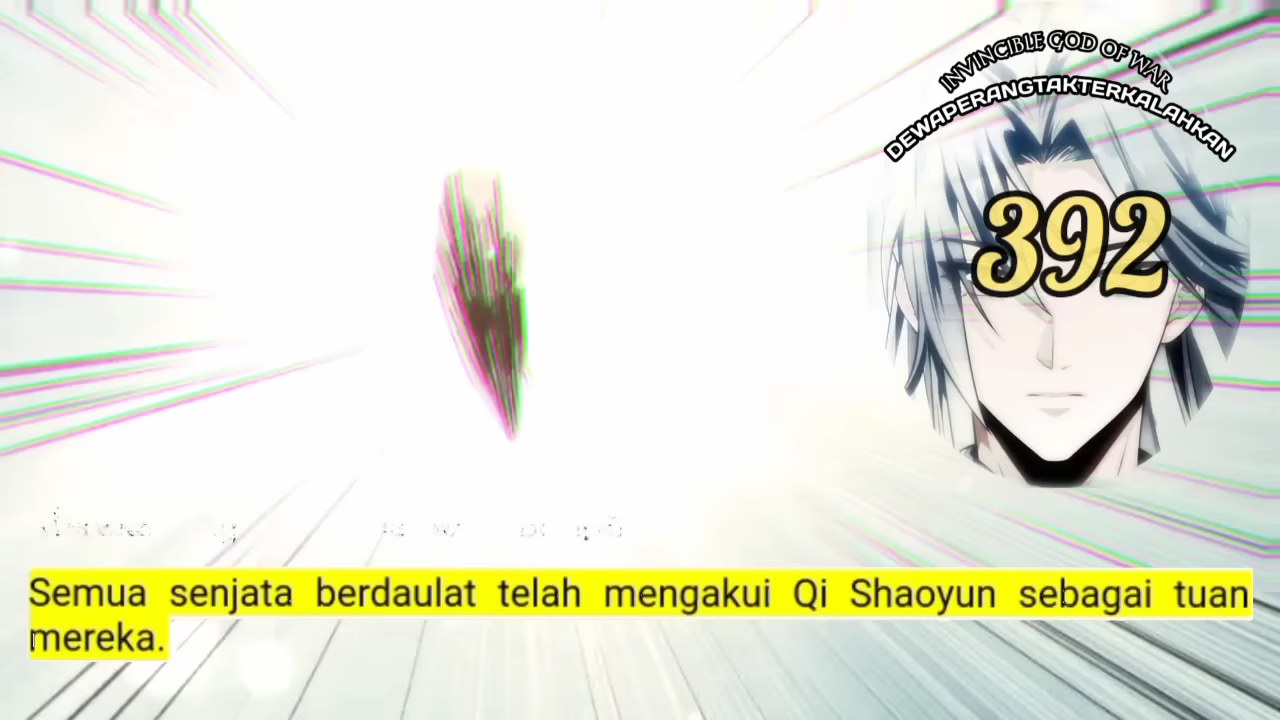 INVINCIBLE GOD OF WAR
DEWAPERANGTAKTERKALAHKAN
392
Semua senjata berdaulat telah mengakui Qi Shaoyun sebagai tuan
mereka.